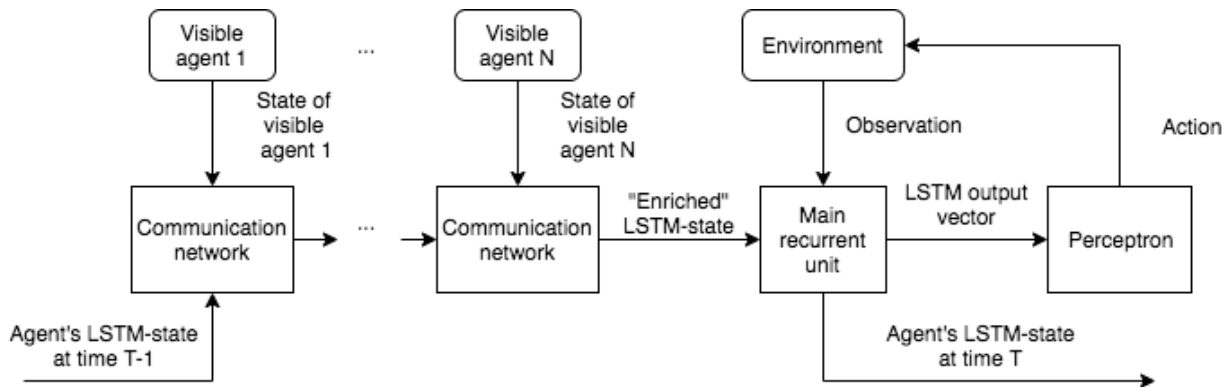 Visible
agent 1
...
Visible
agent N
Environment
State of
visible
agent 1
State of
visible
agent N
Observation
Action
Communication
network
...
Communication
network
"Enriched"
LSTM-state
Main
recurrent
unit
LSTM output
vector
Perceptron
Agent's LSTM-state
at time T-1
Agent's LSTM-state
at time T